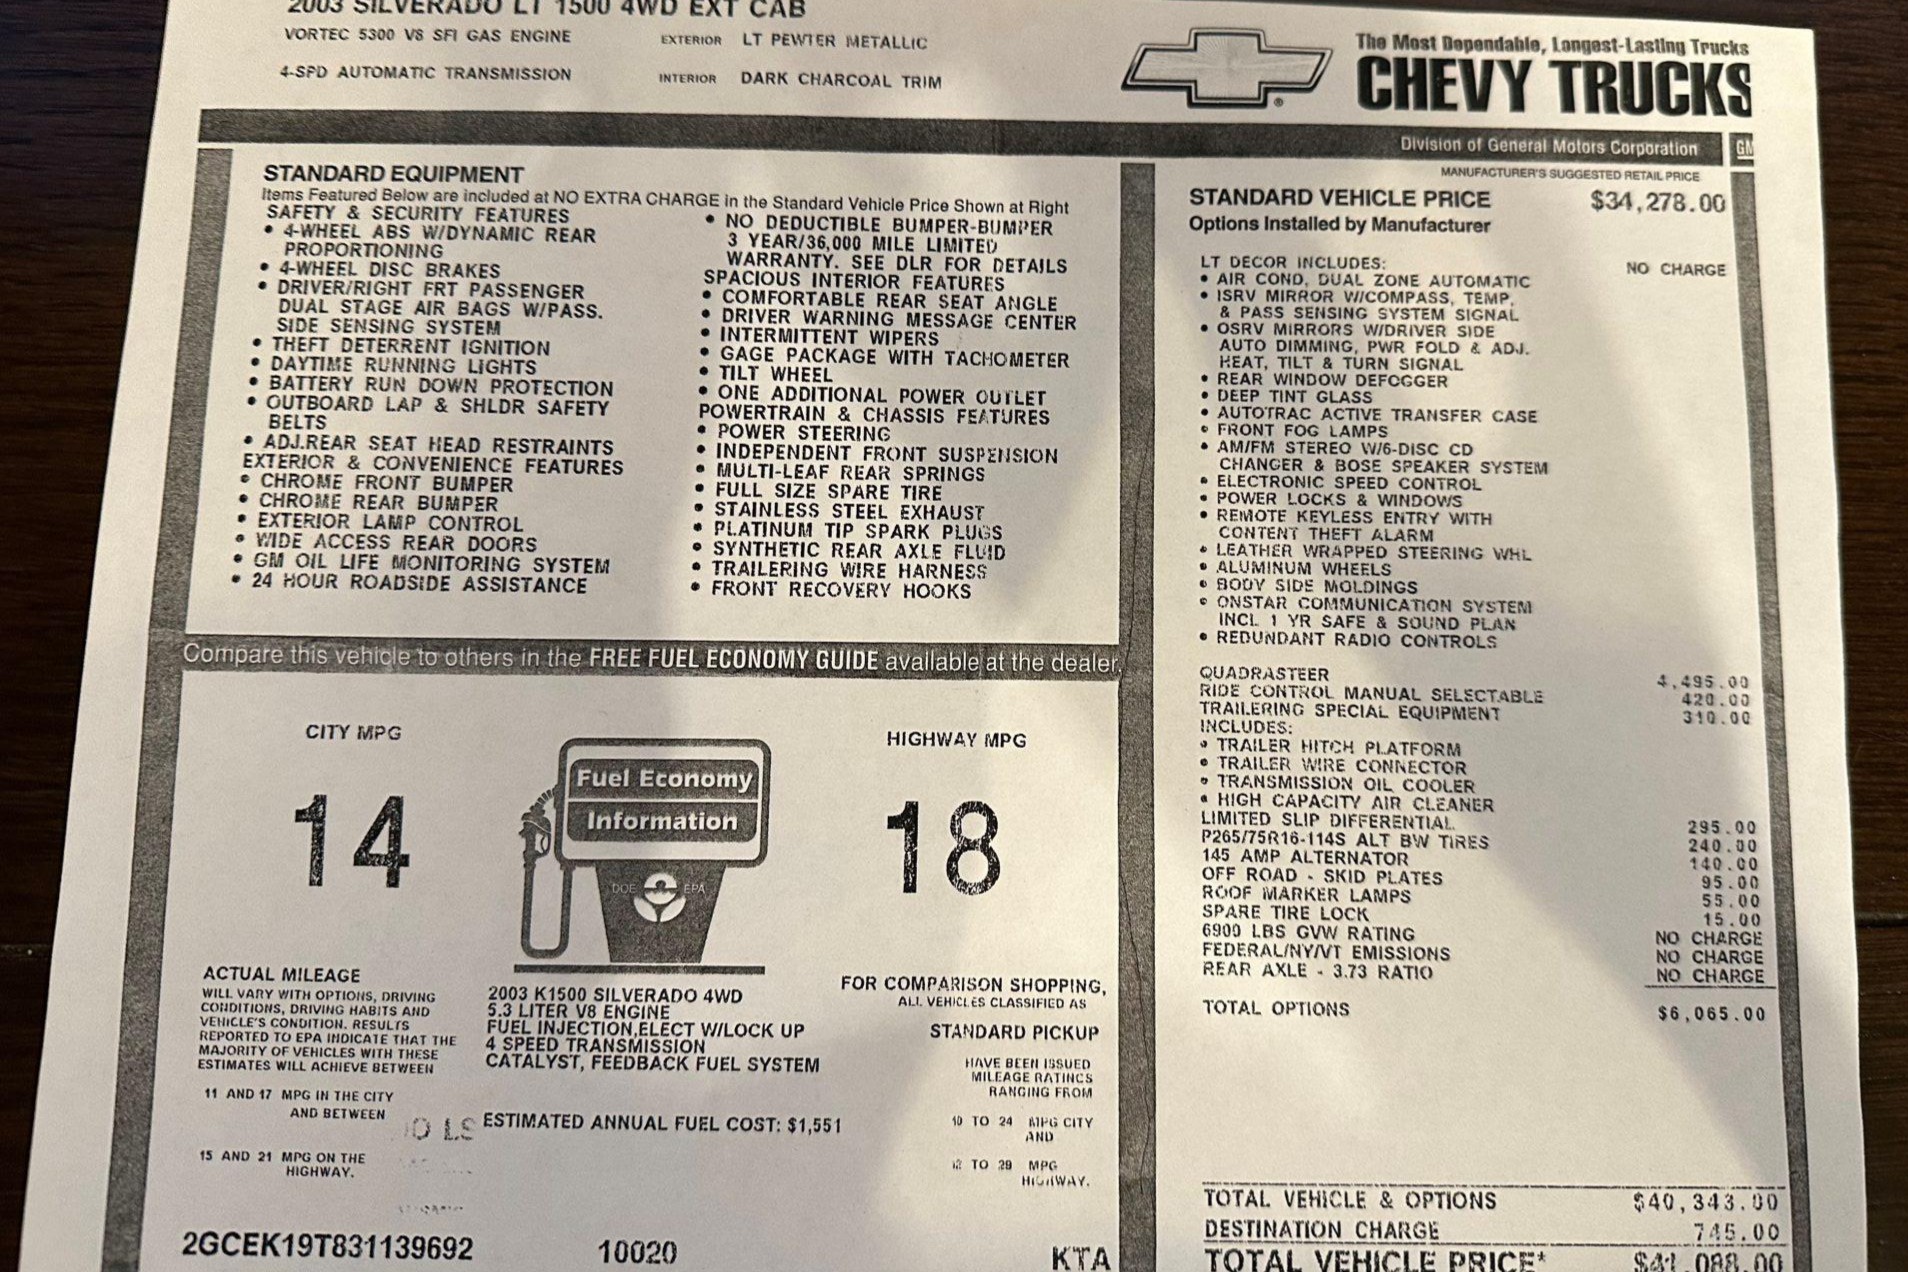 2003 SILVERADO LT 1500 4WD EXT CAB
VORTEC 5300 V8 SFI GAS ENGINE
4-SPD AUTOMATIC TRANSMISSION
EXTERIOR LT PEWTER METALLIC
INTERIOR DARK CHARCOAL TRIM
The Most Dependable, Longest-Lasting Trucks
CHEVY TRUCKS
Division of General Motors Corporation
GM
STANDARD EQUIPMENT
Items Featured Below are included at NO EXTRA CHARGE in the Standard Vehicle Price Shown at Right
SAFETY & SECURITY FEATURES
• 4-WHEEL ABS W/DYNAMIC REAR
PROPORTIONING
• 4-WHEEL DISC BRAKES
• DRIVER/RIGHT FRT PASSENGER
DUAL STAGE AIR BAGS W/PASS.
SIDE SENSING SYSTEM
• THEFT DETERRENT IGNITION
• DAYTIME RUNNING LIGHTS
• BATTERY RUN DOWN PROTECTION
• OUTBOARD LAP & SHLDR SAFETY
BELTS
• ADJ.REAR SEAT HEAD RESTRAINTS
EXTERIOR & CONVENIENCE FEATURES
• CHROME FRONT BUMPER
• CHROME REAR BUMPER
• EXTERIOR LAMP CONTROL
• WIDE ACCESS REAR DOORS
• GM OIL LIFE MONITORING SYSTEM
• 24 HOUR ROADSIDE ASSISTANCE
• NO DEDUCTIBLE BUMPER-BUMPER
3 YEAR/36,000 MILE LIMITED
WARRANTY. SEE DLR FOR DETAILS
SPACIOUS INTERIOR FEATURES
• COMFORTABLE REAR SEAT ANGLE
• DRIVER WARNING MESSAGE CENTER
• INTERMITTENT WIPERS
• GAGE PACKAGE WITH TACHOMETER
• TILT WHEEL
• ONE ADDITIONAL POWER OUTLET
POWERTRAIN & CHASSIS FEATURES
• POWER STEERING
• INDEPENDENT FRONT SUSPENSION
• MULTI-LEAF REAR SPRINGS
• FULL SIZE SPARE TIRE
• STAINLESS STEEL EXHAUST
• PLATINUM TIP SPARK PLUGS
• SYNTHETIC REAR AXLE FLUID
• TRAILERING WIRE HARNESS
• FRONT RECOVERY HOOKS
MANUFACTURER'S SUGGESTED RETAIL PRICE
STANDARD VEHICLE PRICE $34,278.00
Options Installed by Manufacturer
LT DECOR INCLUDES: NO CHARGE
• AIR COND, DUAL ZONE AUTOMATIC
• ISRV MIRROR W/COMPASS, TEMP,
& PASS SENSING SYSTEM SIGNAL
• OSRV MIRRORS W/DRIVER SIDE
AUTO DIMMING, PWR FOLD & ADJ.
HEAT, TILT & TURN SIGNAL
• REAR WINDOW DEFOGGER
• DEEP TINT GLASS
• AUTOTRAC ACTIVE TRANSFER CASE
• FRONT FOG LAMPS
• AM/FM STEREO W/6-DISC CD
CHANGER & BOSE SPEAKER SYSTEM
• ELECTRONIC SPEED CONTROL
• POWER LOCKS & WINDOWS
• REMOTE KEYLESS ENTRY WITH
CONTENT THEFT ALARM
• LEATHER WRAPPED STEERING WHL
• ALUMINUM WHEELS
• BODY SIDE MOLDINGS
• ONSTAR COMMUNICATION SYSTEM
INCL 1 YR SAFE & SOUND PLAN
• REDUNDANT RADIO CONTROLS
QUADRASTEER 4,495.00
RIDE CONTROL MANUAL SELECTABLE 420.00
TRAILERING SPECIAL EQUIPMENT 310.00
INCLUDES:
• TRAILER HITCH PLATFORM
• TRAILER WIRE CONNECTOR
• TRANSMISSION OIL COOLER
• HIGH CAPACITY AIR CLEANER
LIMITED SLIP DIFFERENTIAL 295.00
P265/75R16-114S ALT BW TIRES 240.00
145 AMP ALTERNATOR 140.00
OFF ROAD - SKID PLATES 95.00
ROOF MARKER LAMPS 55.00
SPARE TIRE LOCK 15.00
6900 LBS GVW RATING NO CHARGE
FEDERAL/NY/VT EMISSIONS NO CHARGE
REAR AXLE - 3.73 RATIO NO CHARGE
TOTAL OPTIONS $6,065.00
TOTAL VEHICLE & OPTIONS $40,343.00
DESTINATION CHARGE 745.00
TOTAL VEHICLE PRICE* $41,088.00
Compare this vehicle to others in the FREE FUEL ECONOMY GUIDE available at the dealer.
CITY MPG
14
Fuel Economy
Information
DOE EPA
HIGHWAY MPG
18
ACTUAL MILEAGE
WILL VARY WITH OPTIONS, DRIVING
CONDITIONS, DRIVING HABITS AND
VEHICLE'S CONDITION. RESULTS
REPORTED TO EPA INDICATE THAT THE
MAJORITY OF VEHICLES WITH THESE
ESTIMATES WILL ACHIEVE BETWEEN
11 AND 17 MPG IN THE CITY
AND BETWEEN
15 AND 21 MPG ON THE
HIGHWAY.
2003 K1500 SILVERADO 4WD
5.3 LITER V8 ENGINE
FUEL INJECTION,ELECT W/LOCK UP
4 SPEED TRANSMISSION
CATALYST, FEEDBACK FUEL SYSTEM
ESTIMATED ANNUAL FUEL COST: $1,551
FOR COMPARISON SHOPPING,
ALL VEHICLES CLASSIFIED AS
STANDARD PICKUP
HAVE BEEN ISSUED
MILEAGE RATINGS
RANGING FROM
10 TO 24 MPG CITY
AND
12 TO 29 MPG
HIGHWAY.
2GCEK19T831139692 10020 KTA